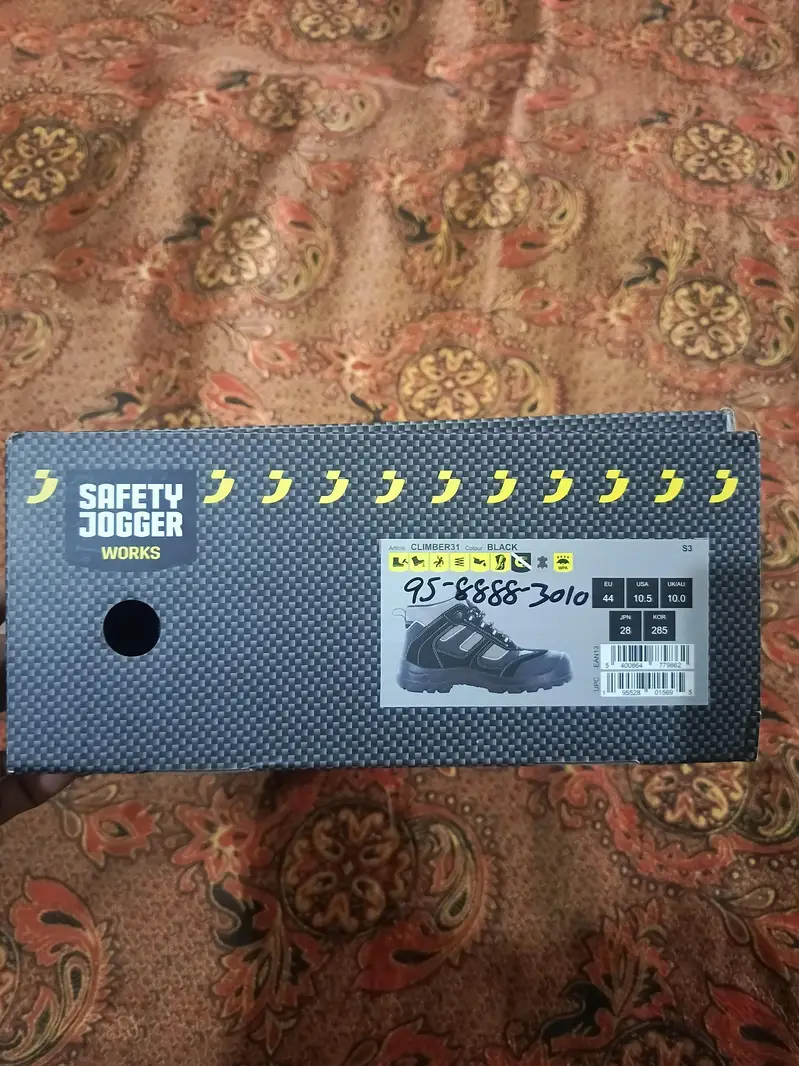 SAFETY
JOGGER
WORKS
Article CLIMBER31 Colour BLACK S3
95-8888-3010
EU USA UK/AU
44 10.5 10.0
JPN KOR
28 285
EAN13
5 400864 779862
UPC
1 95528 01569 5